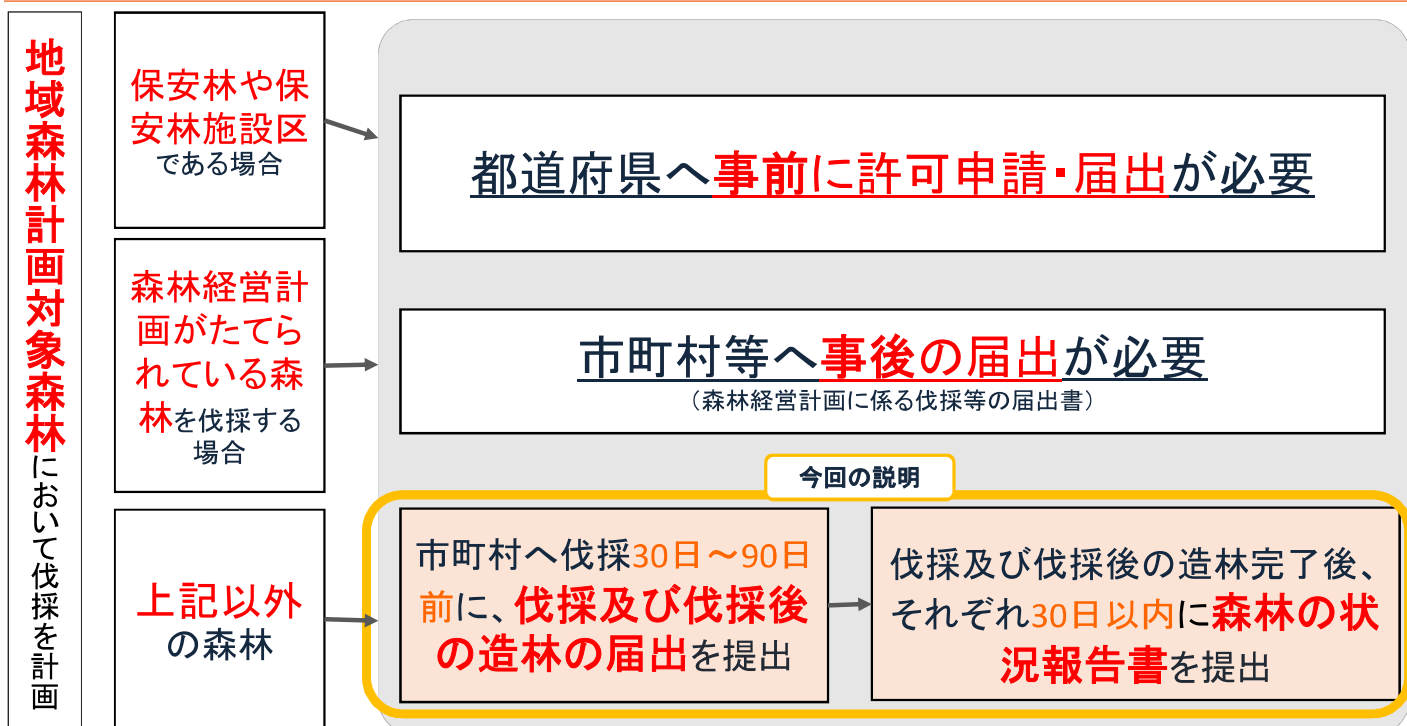 地域森林計画対象森林において伐採を計画
保安林や保
安林施設区
である場合
都道府県へ事前に許可申請・届出が必要
森林経営計
画がたてら
れている森
林を伐採する
場合
市町村等へ事後の届出が必要
（森林経営計画に係る伐採等の届出書）
今回の説明
上記以外
の森林
市町村へ伐採30日～90日
前に、伐採及び伐採後
の造林の届出を提出
伐採及び伐採後の造林完了後、
それぞれ30日以内に森林の状
況報告書を提出